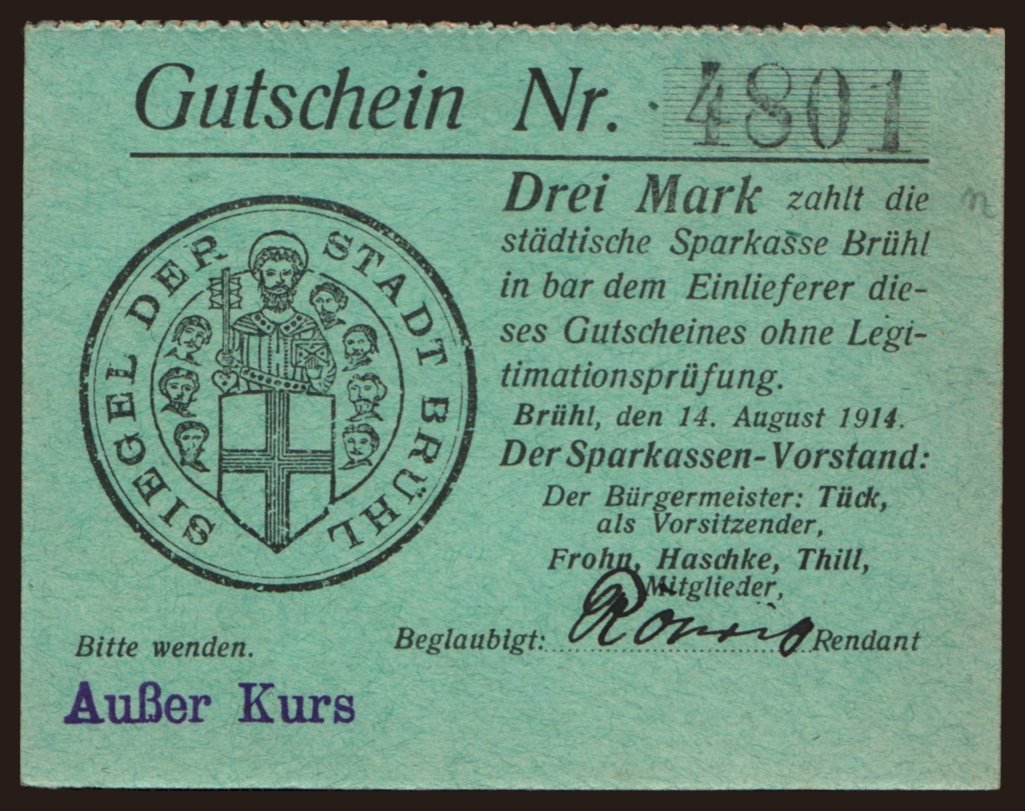 Gutschein Nr. 4801
SIEGEL DER STADT BRÜHL
Drei Mark zahlt die
städtische Sparkasse Brühl
in bar dem Einlieferer die-
ses Gutscheines ohne Legi-
timationsprüfung.
Brühl, den 14. August 1914.
Der Sparkassen-Vorstand:
Der Bürgermeister: Tück,
als Vorsitzender,
Frohn, Haschke, Thill,
Mitglieder,
Beglaubigt: Rendant
Bitte wenden.
Außer Kurs